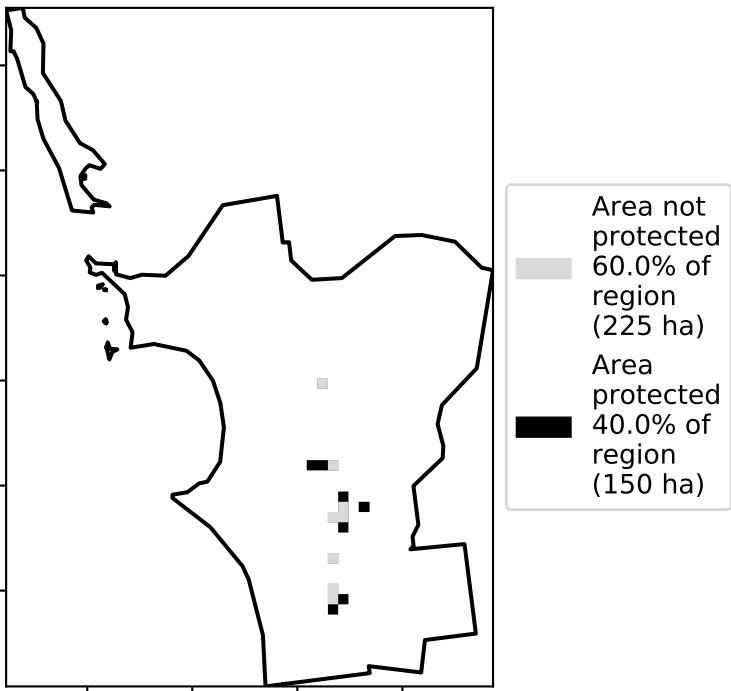 Area not
protected
60.0% of
region
(225 ha)
Area
protected
40.0% of
region
(150 ha)